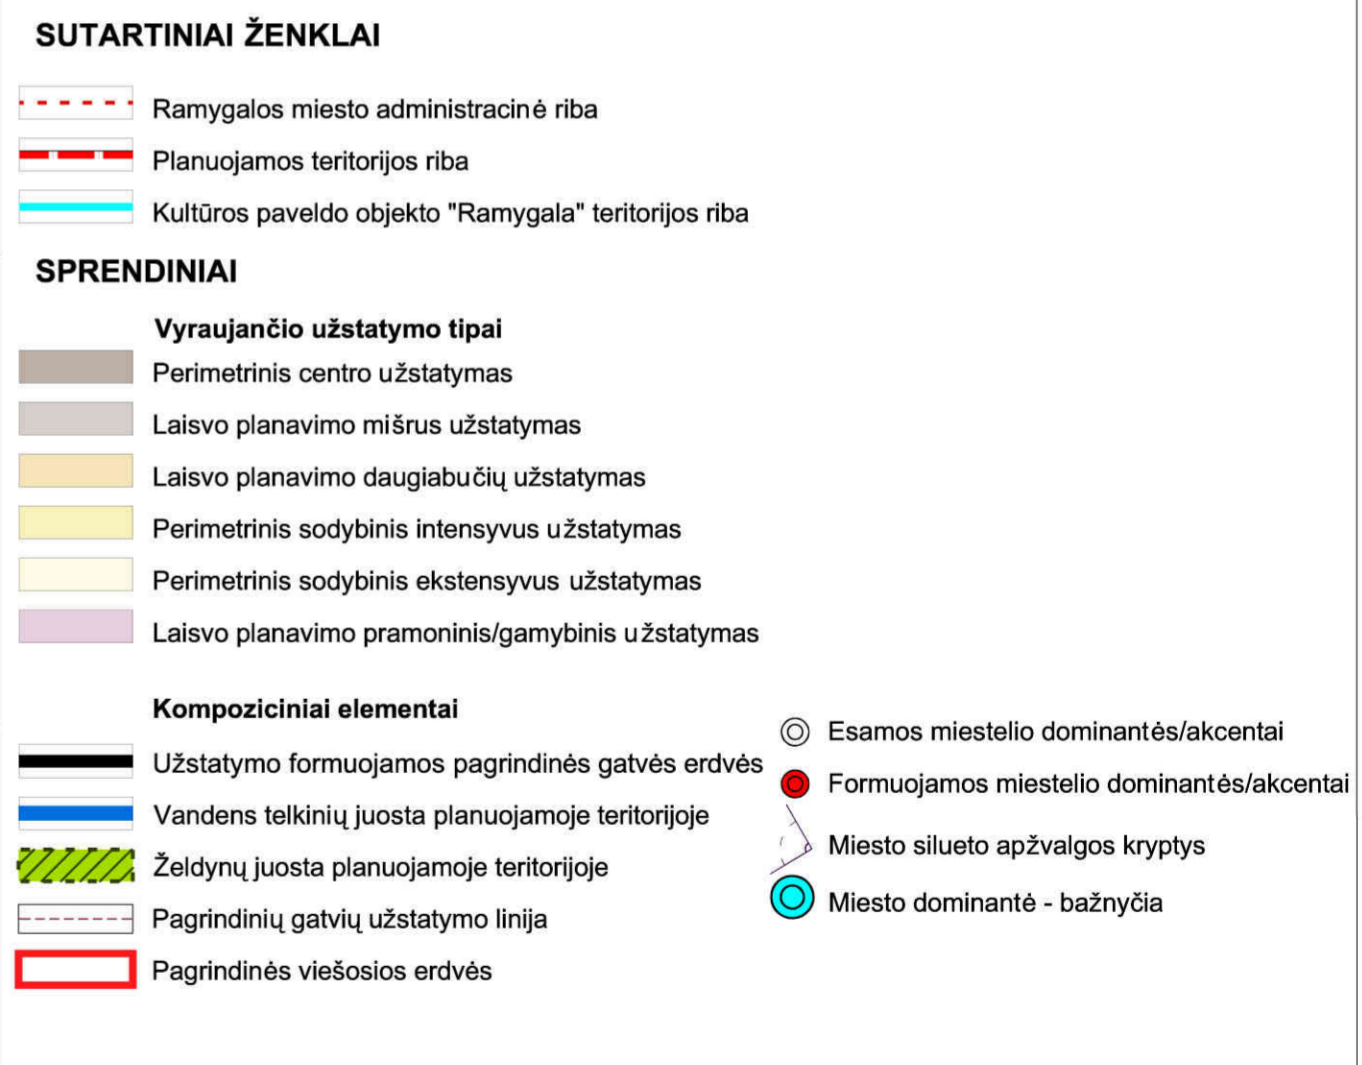 SUTARTINIAI ŽENKLAI
Ramygalos miesto administracinė riba
Planuojamos teritorijos riba
Kultūros paveldo objekto "Ramygala" teritorijos riba
SPRENDINIAI
Vyraujančio užstatymo tipai
Perimetrinis centro užstatymas
Laisvo planavimo mišrus užstatymas
Laisvo planavimo daugiabučių užstatymas
Perimetrinis sodybinis intensyvus užstatymas
Perimetrinis sodybinis ekstensyvus užstatymas
Laisvo planavimo pramoninis/gamybinis užstatymas
Kompoziciniai elementai
Užstatymo formuojamos pagrindinės gatvės erdvės
Vandens telkinių juosta planuojamoje teritorijoje
Želdynų juosta planuojamoje teritorijoje
Pagrindinių gatvių užstatymo linija
Pagrindinės viešosios erdvės
Esamos miestelio dominantės/akcentai
Formuojamos miestelio dominantės/akcentai
Miesto silueto apžvalgos kryptys
Miesto dominantė - bažnyčia